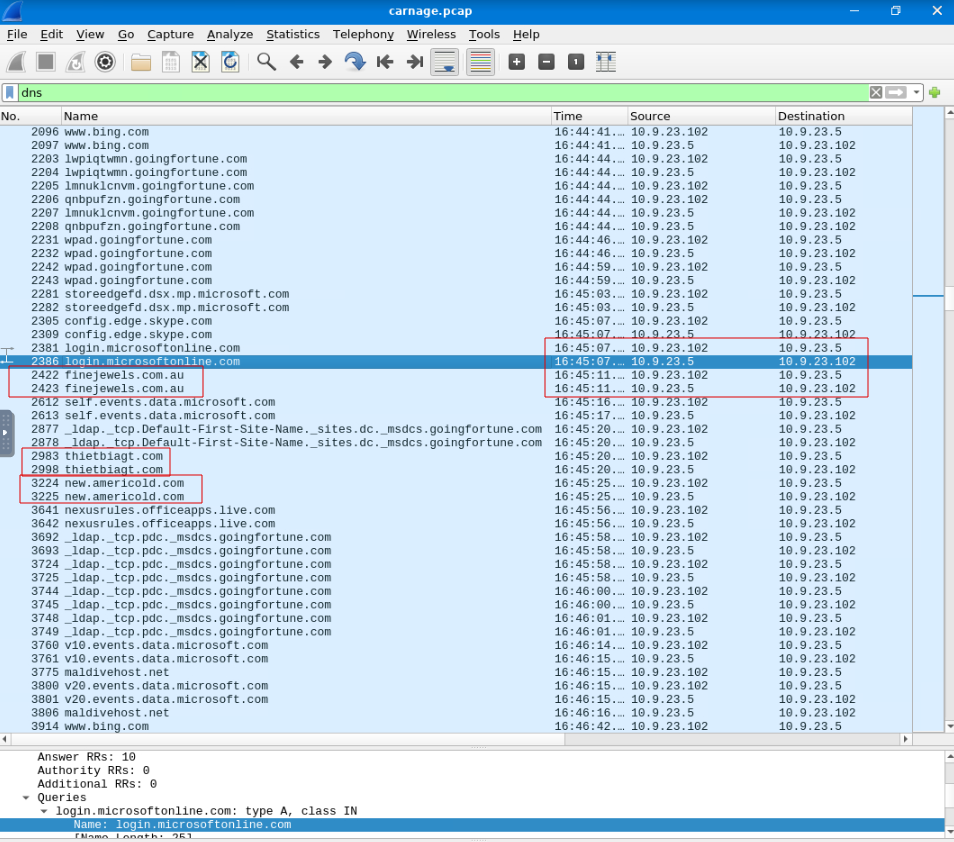 carnage.pcap
File Edit View Go Capture Analyze Statistics Telephony Wireless Tools Help
dns
No. Name Time Source Destination
2096 www.bing.com 16:44:41.… 10.9.23.102 10.9.23.5
2097 www.bing.com 16:44:41.… 10.9.23.5 10.9.23.102
2203 lwpiqtwmn.goingfortune.com 16:44:44.… 10.9.23.102 10.9.23.5
2204 lwpiqtwmn.goingfortune.com 16:44:44.… 10.9.23.5 10.9.23.102
2205 lmnuklcnvm.goingfortune.com 16:44:44.… 10.9.23.102 10.9.23.5
2206 qnbpufzn.goingfortune.com 16:44:44.… 10.9.23.102 10.9.23.5
2207 lmnuklcnvm.goingfortune.com 16:44:44.… 10.9.23.5 10.9.23.102
2208 qnbpufzn.goingfortune.com 16:44:44.… 10.9.23.5 10.9.23.102
2231 wpad.goingfortune.com 16:44:46.… 10.9.23.102 10.9.23.5
2232 wpad.goingfortune.com 16:44:46.… 10.9.23.5 10.9.23.102
2242 wpad.goingfortune.com 16:44:59.… 10.9.23.102 10.9.23.5
2243 wpad.goingfortune.com 16:44:59.… 10.9.23.5 10.9.23.102
2281 storeedgefd.dsx.mp.microsoft.com 16:45:03.… 10.9.23.102 10.9.23.5
2282 storeedgefd.dsx.mp.microsoft.com 16:45:03.… 10.9.23.5 10.9.23.102
2305 config.edge.skype.com 16:45:07.… 10.9.23.102 10.9.23.5
2309 config.edge.skype.com 16:45:07.… 10.9.23.5 10.9.23.102
2381 login.microsoftonline.com 16:45:07.… 10.9.23.102 10.9.23.5
2386 login.microsoftonline.com 16:45:07.… 10.9.23.5 10.9.23.102
2422 finejewels.com.au 16:45:11.… 10.9.23.102 10.9.23.5
2423 finejewels.com.au 16:45:11.… 10.9.23.5 10.9.23.102
2612 self.events.data.microsoft.com 16:45:16.… 10.9.23.102 10.9.23.5
2613 self.events.data.microsoft.com 16:45:17.… 10.9.23.5 10.9.23.102
2877 _ldap._tcp.Default-First-Site-Name._sites.dc._msdcs.goingfortune.com 16:45:20.… 10.9.23.102 10.9.23.5
2878 _ldap._tcp.Default-First-Site-Name._sites.dc._msdcs.goingfortune.com 16:45:20.… 10.9.23.5 10.9.23.102
2983 thietbiagt.com 16:45:20.… 10.9.23.102 10.9.23.5
2998 thietbiagt.com 16:45:20.… 10.9.23.5 10.9.23.102
3224 new.americold.com 16:45:25.… 10.9.23.102 10.9.23.5
3225 new.americold.com 16:45:25.… 10.9.23.5 10.9.23.102
3641 nexusrules.officeapps.live.com 16:45:56.… 10.9.23.102 10.9.23.5
3642 nexusrules.officeapps.live.com 16:45:56.… 10.9.23.5 10.9.23.102
3692 _ldap._tcp.pdc._msdcs.goingfortune.com 16:45:58.… 10.9.23.102 10.9.23.5
3693 _ldap._tcp.pdc._msdcs.goingfortune.com 16:45:58.… 10.9.23.5 10.9.23.102
3724 _ldap._tcp.pdc._msdcs.goingfortune.com 16:45:58.… 10.9.23.102 10.9.23.5
3725 _ldap._tcp.pdc._msdcs.goingfortune.com 16:45:58.… 10.9.23.5 10.9.23.102
3744 _ldap._tcp.pdc._msdcs.goingfortune.com 16:46:00.… 10.9.23.102 10.9.23.5
3745 _ldap._tcp.pdc._msdcs.goingfortune.com 16:46:00.… 10.9.23.5 10.9.23.102
3748 _ldap._tcp.pdc._msdcs.goingfortune.com 16:46:01.… 10.9.23.102 10.9.23.5
3749 _ldap._tcp.pdc._msdcs.goingfortune.com 16:46:01.… 10.9.23.5 10.9.23.102
3760 v10.events.data.microsoft.com 16:46:14.… 10.9.23.102 10.9.23.5
3761 v10.events.data.microsoft.com 16:46:15.… 10.9.23.5 10.9.23.102
3775 maldivehost.net 16:46:15.… 10.9.23.102 10.9.23.5
3800 v20.events.data.microsoft.com 16:46:15.… 10.9.23.102 10.9.23.5
3801 v20.events.data.microsoft.com 16:46:15.… 10.9.23.5 10.9.23.102
3806 maldivehost.net 16:46:16.… 10.9.23.5 10.9.23.102
3914 www.bing.com 16:46:42.… 10.9.23.102 10.9.23.5
Answer RRs: 10
Authority RRs: 0
Additional RRs: 0
Queries
login.microsoftonline.com: type A, class IN
Name: login.microsoftonline.com
[Name Length: 25]